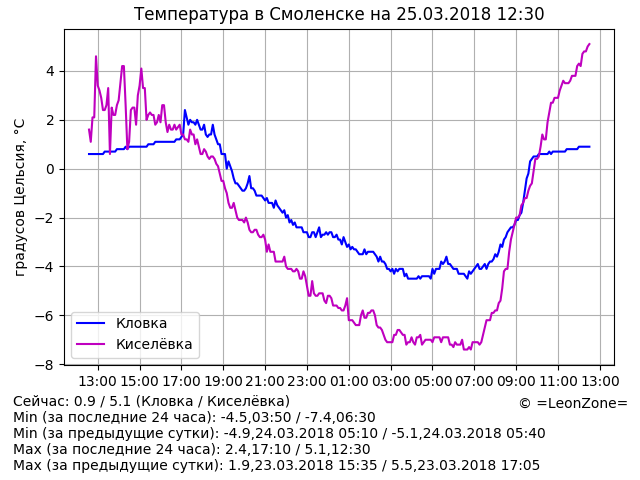 Температура в Смоленске на 25.03.2018 12:30
градусов Цельсия, °C
4
2
0
−2
−4
−6
−8
Кловка
Киселёвка
13:00 15:00 17:00 19:00 21:00 23:00 01:00 03:00 05:00 07:00 09:00 11:00 13:00
Сейчас: 0.9 / 5.1 (Кловка / Киселёвка)
© =LeonZone=
Min (за последние 24 часа): -4.5,03:50 / -7.4,06:30
Min (за предыдущие сутки): -4.9,24.03.2018 05:10 / -5.1,24.03.2018 05:40
Max (за последние 24 часа): 2.4,17:10 / 5.1,12:30
Max (за предыдущие сутки): 1.9,23.03.2018 15:35 / 5.5,23.03.2018 17:05